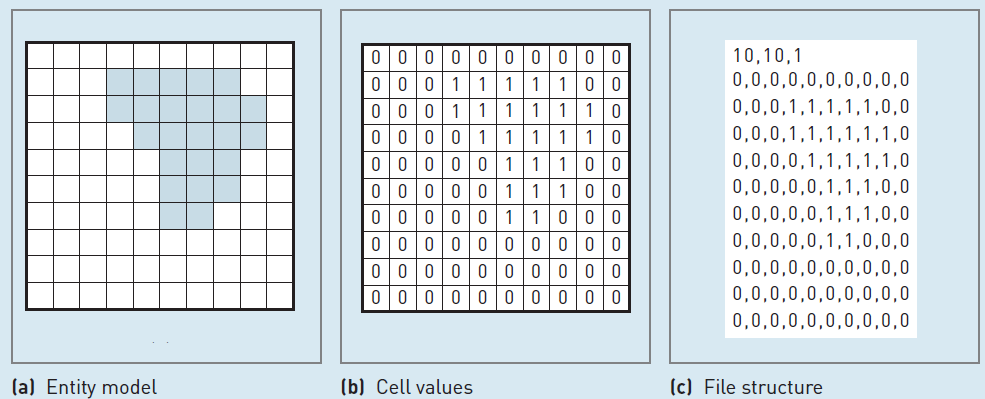 0 0 0 0 0 0 0 0 0 0
0 0 0 1 1 1 1 1 0 0
0 0 0 1 1 1 1 1 1 0
0 0 0 0 1 1 1 1 1 0
0 0 0 0 0 1 1 1 0 0
0 0 0 0 0 1 1 1 0 0
0 0 0 0 0 1 1 0 0 0
0 0 0 0 0 0 0 0 0 0
0 0 0 0 0 0 0 0 0 0
0 0 0 0 0 0 0 0 0 0
10,10,1
0,0,0,0,0,0,0,0,0,0
0,0,0,1,1,1,1,1,0,0
0,0,0,1,1,1,1,1,1,0
0,0,0,0,1,1,1,1,1,0
0,0,0,0,0,1,1,1,0,0
0,0,0,0,0,1,1,1,0,0
0,0,0,0,0,1,1,0,0,0
0,0,0,0,0,0,0,0,0,0
0,0,0,0,0,0,0,0,0,0
0,0,0,0,0,0,0,0,0,0
(a) Entity model
(b) Cell values
(c) File structure